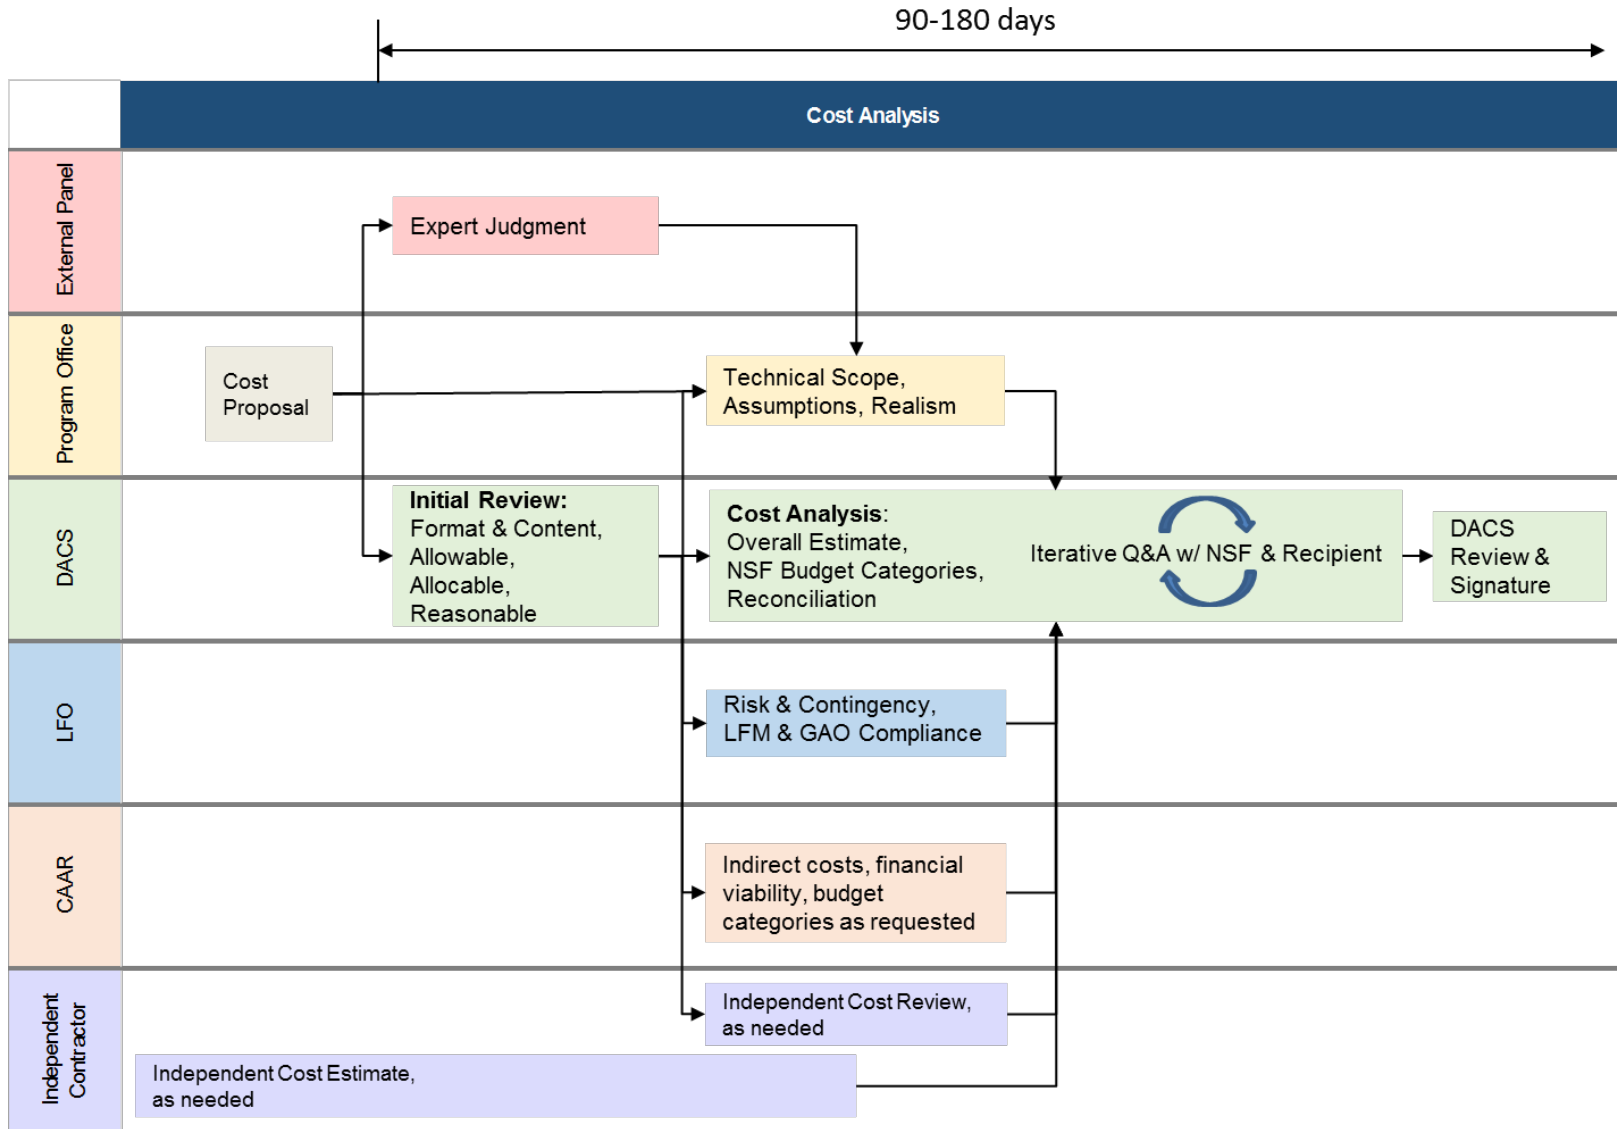 90-180 days
Cost Analysis
External Panel
Expert Judgment
Program Office
Cost
Proposal
Technical Scope,
Assumptions, Realism
DACS
Initial Review:
Format & Content,
Allowable,
Allocable,
Reasonable
Cost Analysis:
Overall Estimate,
NSF Budget Categories,
Reconciliation
Iterative Q&A w/ NSF & Recipient
DACS
Review &
Signature
LFO
Risk & Contingency,
LFM & GAO Compliance
CAAR
Indirect costs, financial
viability, budget
categories as requested
Independent
Contractor
Independent Cost Review,
as needed
Independent Cost Estimate,
as needed